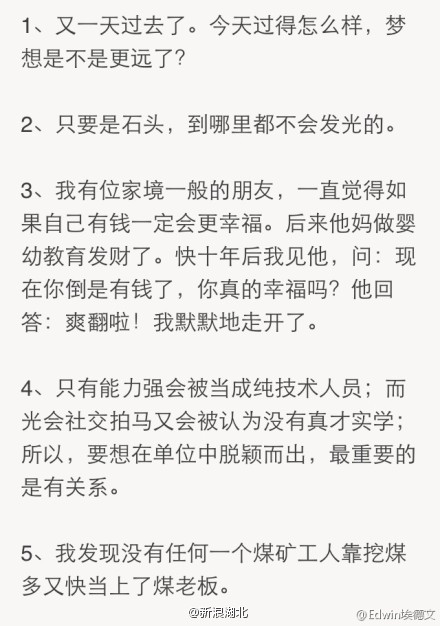 1、又一天过去了。今天过得怎么样，梦
想是不是更远了？
2、只要是石头，到哪里都不会发光的。
3、我有位家境一般的朋友，一直觉得如
果自己有钱一定会更幸福。后来他妈做婴
幼教育发财了。快十年后我见他，问：现
在你倒是有钱了，你真的幸福吗？他回
答：爽翻啦！我默默地走开了。
4、只有能力强会被当成纯技术人员；而
光会社交拍马又会被认为没有真才实学；
所以，要想在单位中脱颖而出，最重要的
是有关系。
5、我发现没有任何一个煤矿工人靠挖煤
多又快当上了煤老板。
@新浪湖北
@Edwin埃德文